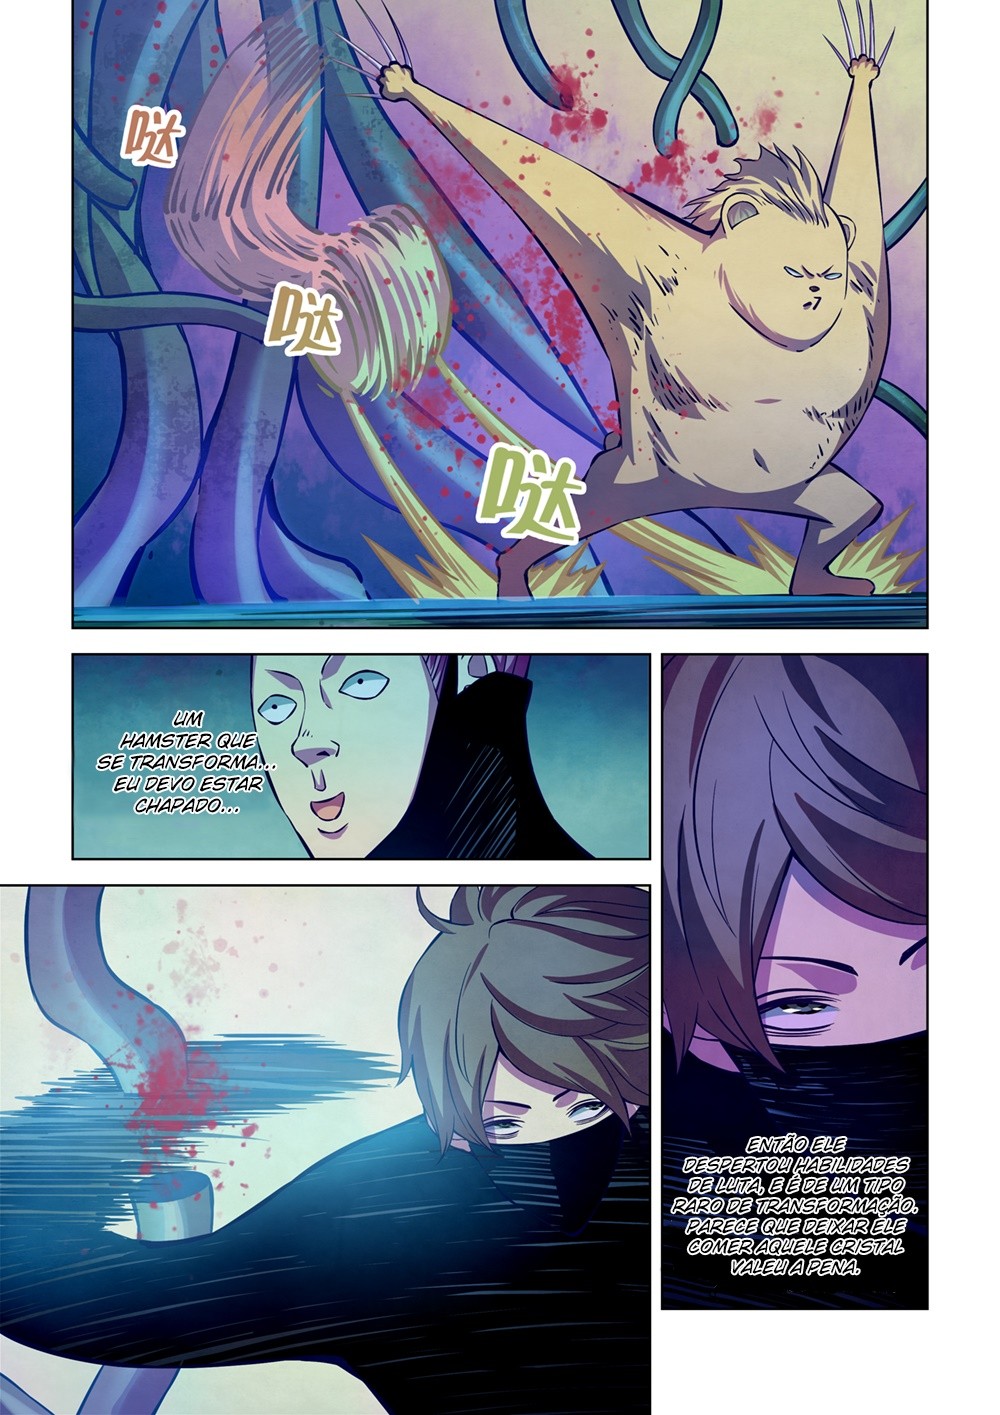 哒
哒
哒
UM
HAMSTER QUE
SE TRANSFORMA...
EU DEVO ESTAR
CHAPADO...
ENTÃO ELE
DESPERTOU HABILIDADES
DE LUTA, E É DE UM TIPO
RARO DE TRANSFORMAÇÃO.
PARECE QUE DEIXAR ELE
COMER AQUELE CRISTAL
VALEU A PENA.